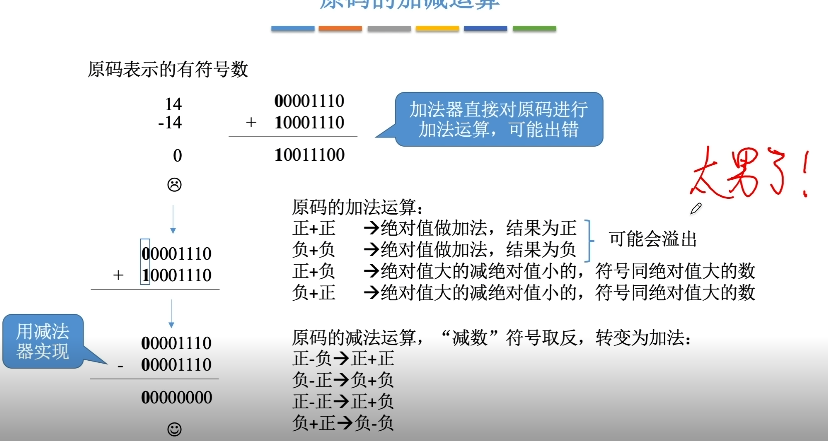 原码的加减运算
原码表示的有符号数
14
-14
0
00001110
+ 10001110
10011100
加法器直接对原码进行
加法运算，可能出错
太男了！
00001110
+ 10001110
用减法
器实现
00001110
- 00001110
00000000
原码的加法运算：
正+正 →绝对值做加法，结果为正
负+负 →绝对值做加法，结果为负
可能会溢出
正+负 →绝对值大的减绝对值小的，符号同绝对值大的数
负+正 →绝对值大的减绝对值小的，符号同绝对值大的数
原码的减法运算，“减数”符号取反，转变为加法：
正-负→正+正
负-正→负+负
正-正→正+负
负+正→负-负